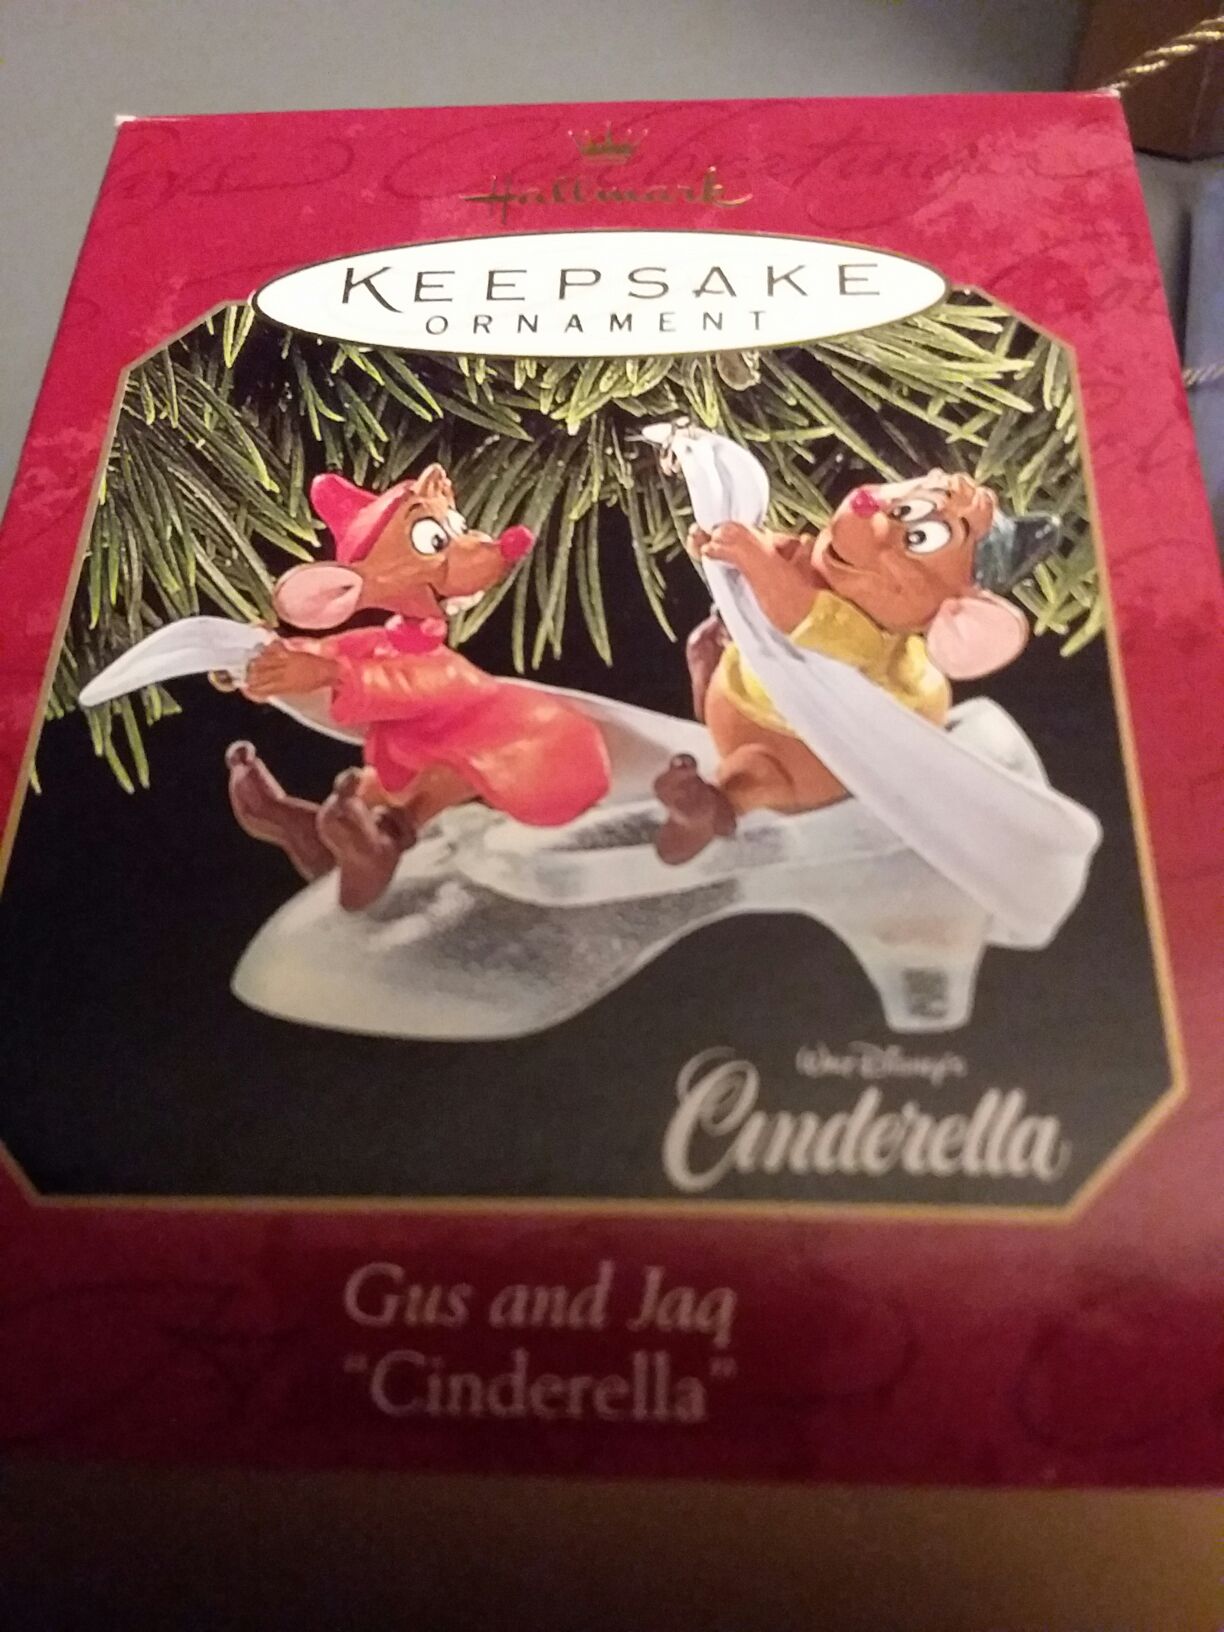 Hallmark
KEEPSAKE
ORNAMENT
Walt Disney's
Cinderella
Gus and Jaq
"Cinderella"